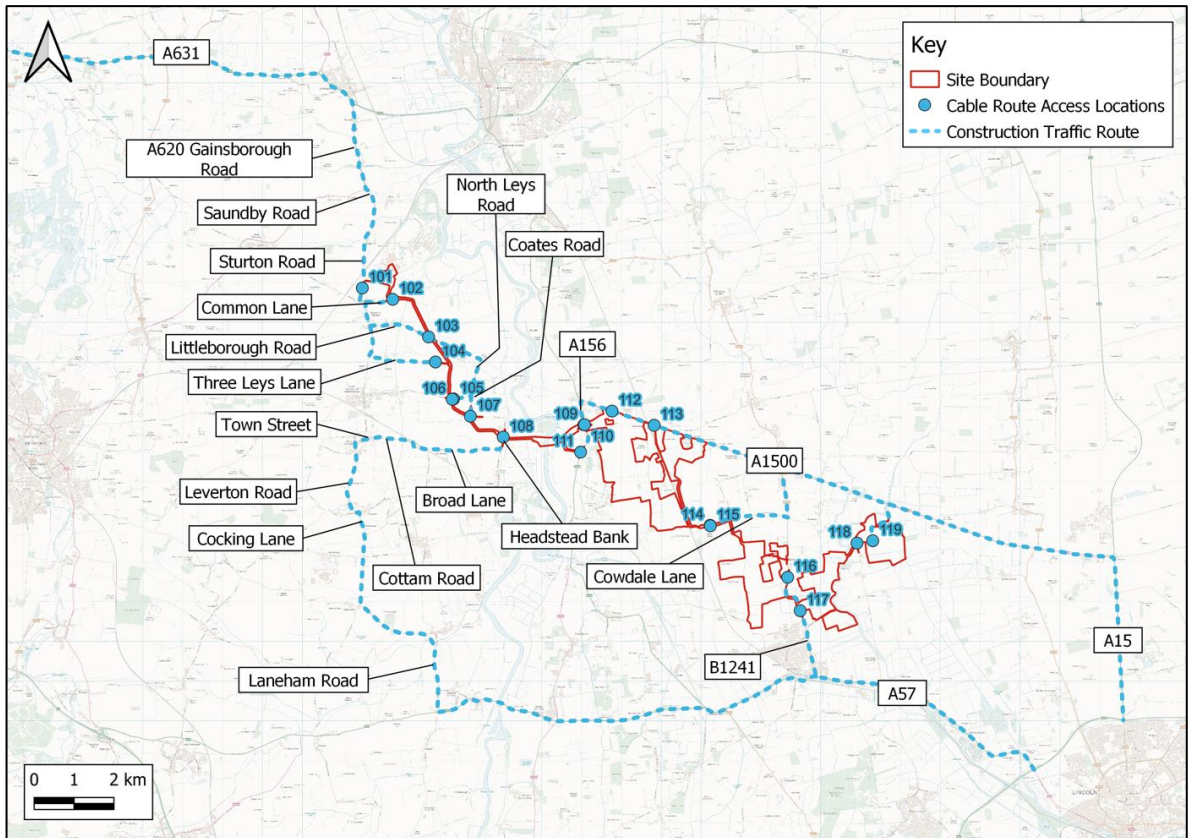 A631
Key
Site Boundary
Cable Route Access Locations
Construction Traffic Route
A620 Gainsborough
Road
North Leys
Road
Saundby Road
Coates Road
Sturton Road
101
102
Common Lane
103
Littleborough Road
A156
104
Three Leys Lane
106
105
107
112
109
113
Town Street
108
110
111
A1500
Leverton Road
Broad Lane
114
115
Headstead Bank
Cocking Lane
118
119
Cottam Road
Cowdale Lane
116
117
A15
B1241
Laneham Road
A57
0 1 2 km
LINCOLN